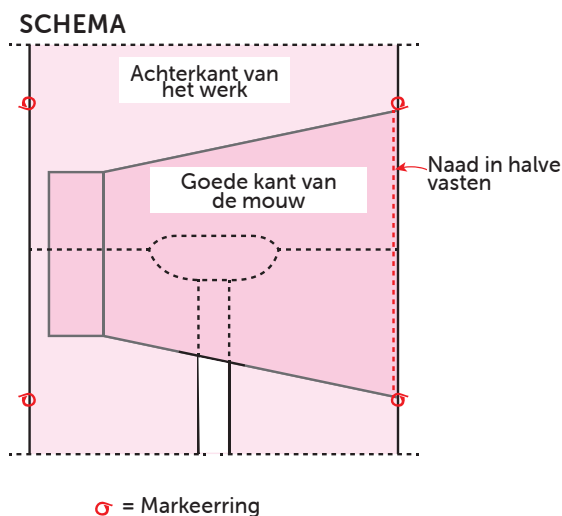 SCHEMA
Achterkant van
het werk
Naad in halve
vasten
Goede kant van
de mouw
= Markeerring